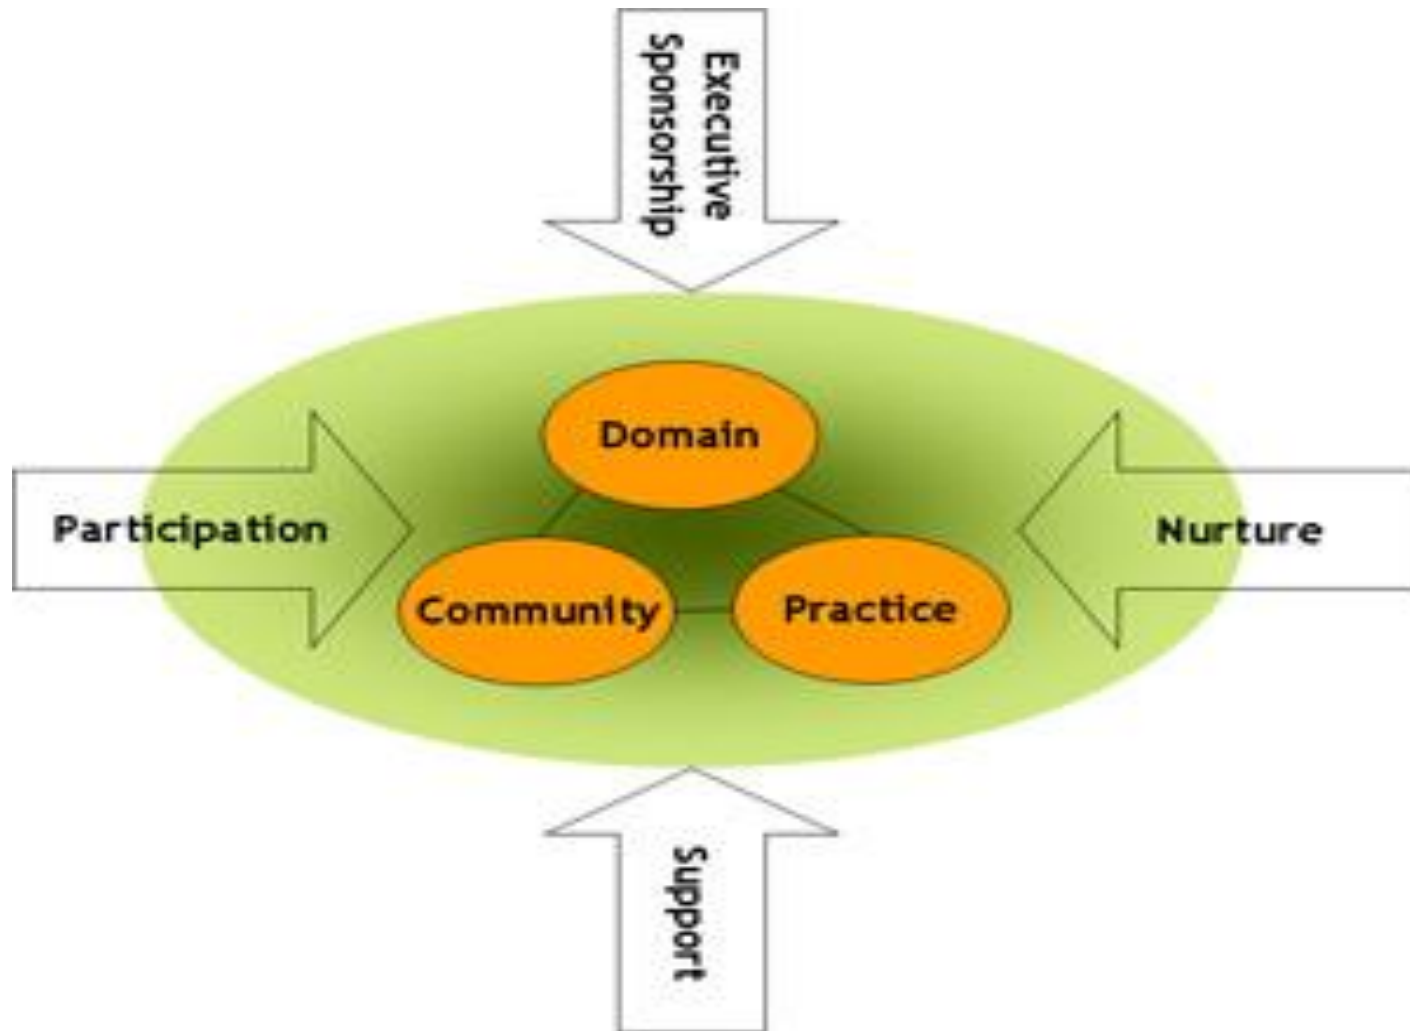 Executive
Sponsorship
Domain
Participation
Nurture
Community
Practice
Support